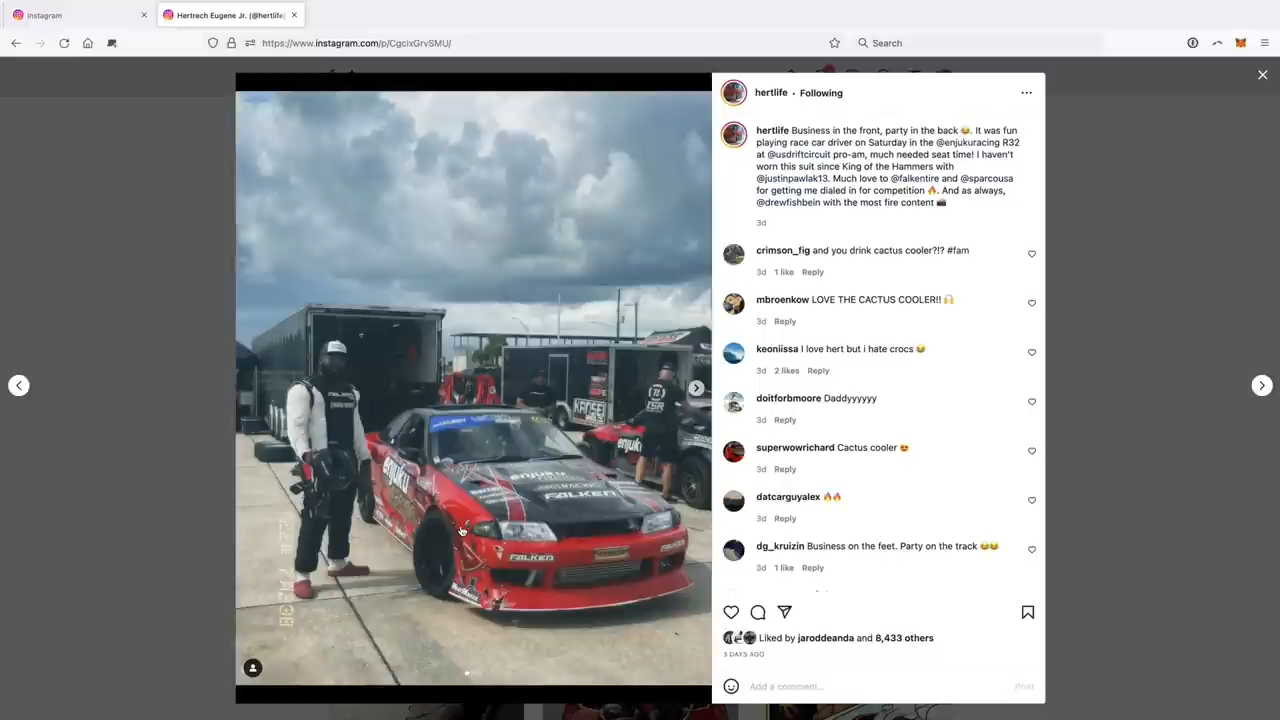 Instagram
Hertrech Eugene Jr. (@hertlife)
https://www.instagram.com/p/CgcixGrvSMU/
Search
hertlife • Following
hertlife Business in the front, party in the back 😂. It was fun
playing race car driver on Saturday in the @enjukuracing R32
at @usdriftcircuit pro-am, much needed seat time! I haven't
worn this suit since King of the Hammers with
@justinpawlak13. Much love to @falkentire and @sparcousa
for getting me dialed in for competition 🔥. And as always,
@drewfishbein with the most fire content 📸
3d
crimson_fig and you drink cactus cooler?!? #fam
3d 1 like Reply
mbroenkow LOVE THE CACTUS COOLER!! 🙌
3d Reply
keoniissa I love hert but i hate crocs 😂
3d 2 likes Reply
doitforbmoore Daddyyyyyy
3d Reply
superwowrichard Cactus cooler 😍
3d Reply
datcarguyalex 🔥🔥
3d Reply
dg_kruizin Business on the feet. Party on the track 😂😂
3d 1 like Reply
Liked by jaroddeanda and 8,433 others
3 DAYS AGO
Add a comment...
Post
KANSEI
enjuku
enjuku
enjuku
FALKEN
FALKEN
FALKEN